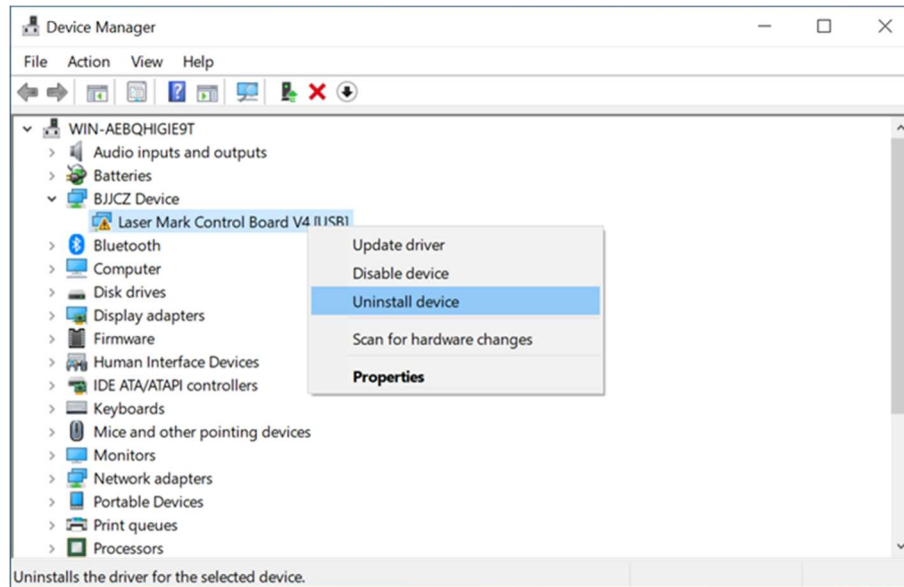 Device Manager
File Action View Help
WIN-AEBQHIGIE9T
Audio inputs and outputs
Batteries
BJJCZ Device
Laser Mark Control Board V4 [USB]
Bluetooth
Update driver
Computer
Disable device
Disk drives
Uninstall device
Display adapters
Firmware
Scan for hardware changes
Human Interface Devices
IDE ATA/ATAPI controllers
Properties
Keyboards
Mice and other pointing devices
Monitors
Network adapters
Portable Devices
Print queues
Processors
Uninstalls the driver for the selected device.